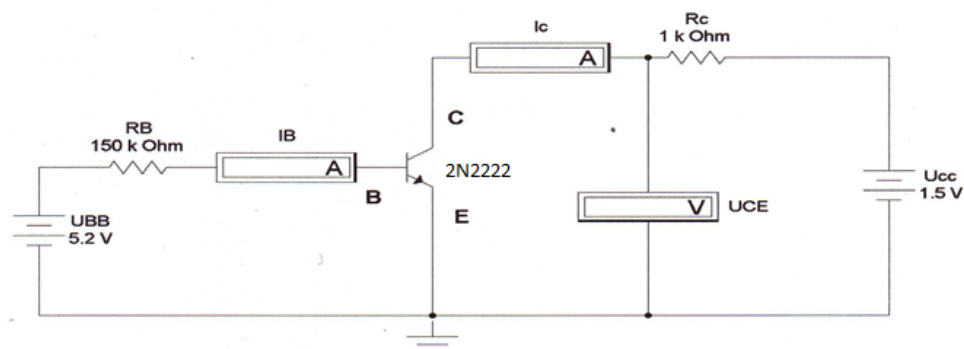 Ic
A
Rc
1 k Ohm
C
RB
150 k Ohm
IB
A
B
2N2222
E
UBB
5.2 V
V
UCE
Ucc
1.5 V